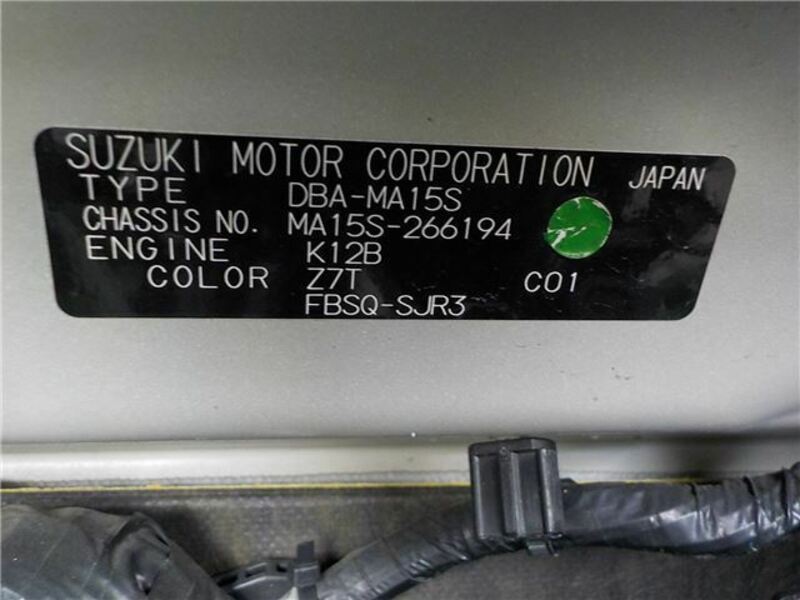 SUZUKI MOTOR CORPORATION JAPAN
TYPE DBA-MA15S
CHASSIS NO. MA15S-266194
ENGINE K12B
COLOR Z7T C01
FBSQ-SJR3